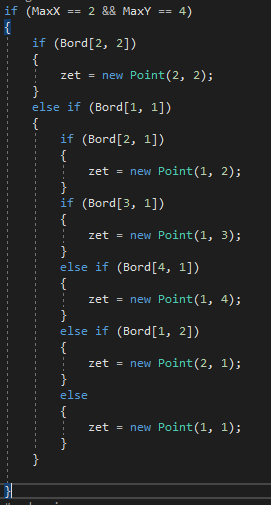 if (MaxX == 2 && MaxY == 4)
{
    if (Bord[2, 2])
    {
        zet = new Point(2, 2);
    }
    else if (Bord[1, 1])
    {
        if (Bord[2, 1])
        {
            zet = new Point(1, 2);
        }
        if (Bord[3, 1])
        {
            zet = new Point(1, 3);
        }
        else if (Bord[4, 1])
        {
            zet = new Point(1, 4);
        }
        else if (Bord[1, 2])
        {
            zet = new Point(2, 1);
        }
        else
        {
            zet = new Point(1, 1);
        }
    }

}